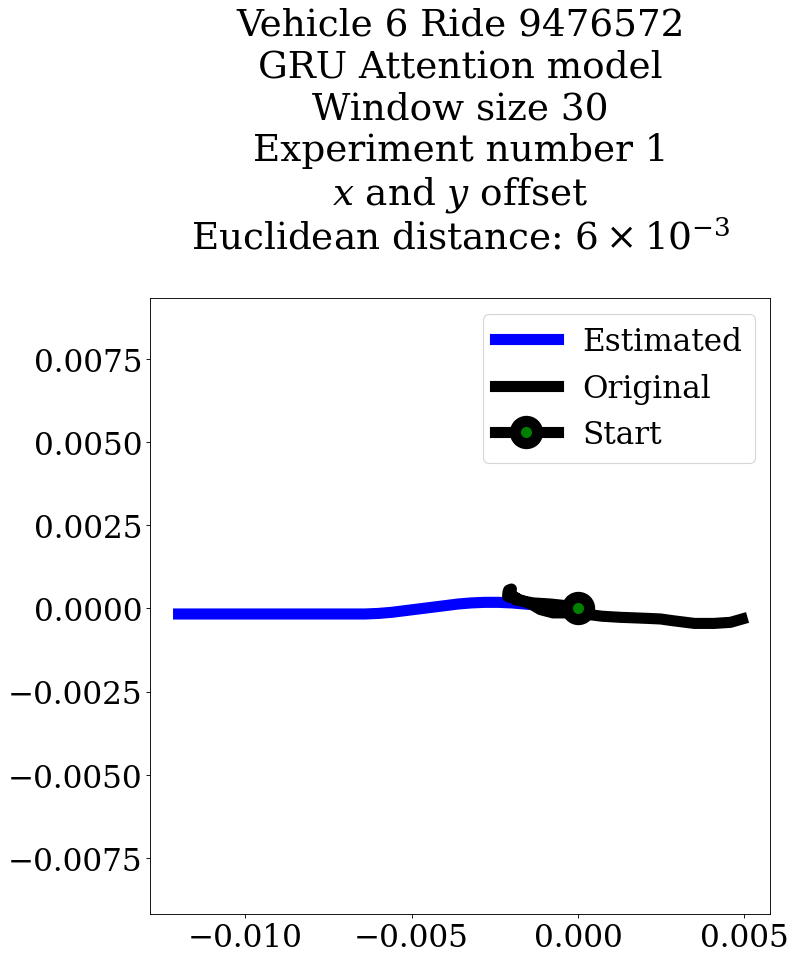 Vehicle 6 Ride 9476572
GRU Attention model
Window size 30
Experiment number 1
x and y offset
Euclidean distance: 6 × 10⁻³
Estimated
Original
Start
0.0075
0.0050
0.0025
0.0000
−0.0025
−0.0050
−0.0075
−0.010 −0.005 0.000 0.005